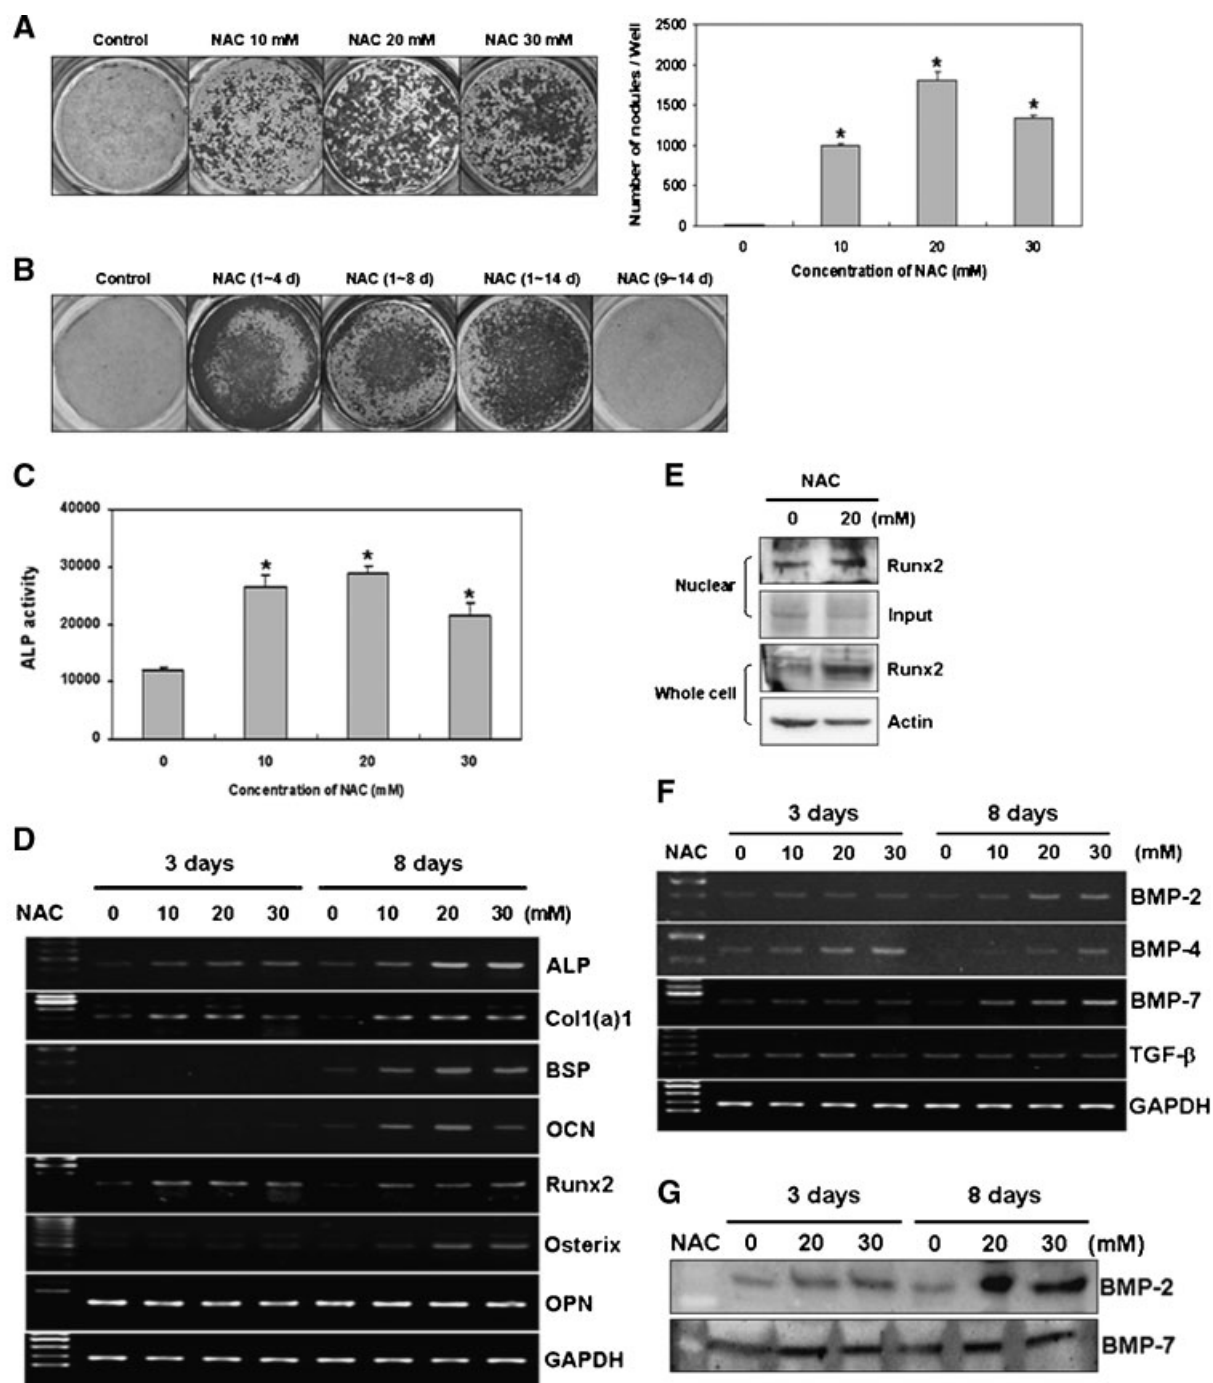 A
Control NAC 10 mM NAC 20 mM NAC 30 mM
Number of nodules / Well
2500
2000
1500
1000
500
0
* * *
0 10 20 30
Concentration of NAC (mM)
B
Control NAC (1~4 d) NAC (1~8 d) NAC (1~14 d) NAC (9~14 d)
C
ALP activity
40000
30000
20000
10000
0
* * *
0 10 20 30
Concentration of NAC (mM)
E
NAC
0 20 (mM)
Nuclear
Runx2
Input
Whole cell
Runx2
Actin
D
3 days 8 days
NAC 0 10 20 30 0 10 20 30 (mM)
ALP
Col1(a)1
BSP
OCN
Runx2
Osterix
OPN
GAPDH
F
3 days 8 days
NAC 0 10 20 30 0 10 20 30 (mM)
BMP-2
BMP-4
BMP-7
TGF-β
GAPDH
G
3 days 8 days
NAC 0 20 30 0 20 30 (mM)
BMP-2
BMP-7